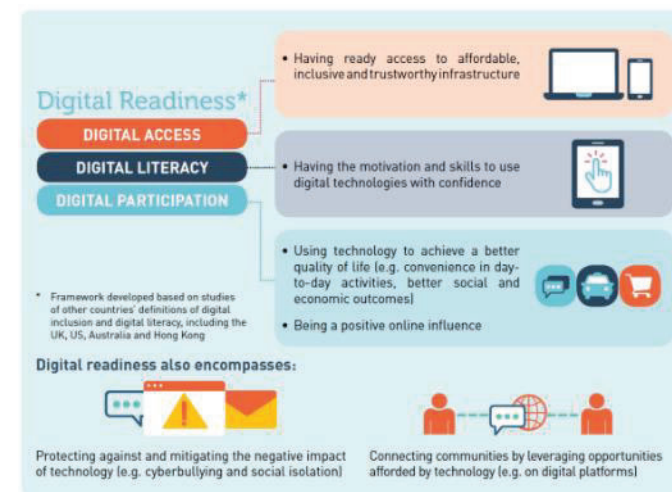 Digital Readiness*
DIGITAL ACCESS
DIGITAL LITERACY
DIGITAL PARTICIPATION
• Having ready access to affordable,
inclusive and trustworthy infrastructure
• Having the motivation and skills to use
digital technologies with confidence
• Using technology to achieve a better
quality of life (e.g. convenience in day-
to-day activities, better social and
economic outcomes)
• Being a positive online influence
* Framework developed based on studies
of other countries' definitions of digital
inclusion and digital literacy, including the
UK, US, Australia and Hong Kong
Digital readiness also encompasses:
Protecting against and mitigating the negative impact
of technology (e.g. cyberbullying and social isolation)
Connecting communities by leveraging opportunities
afforded by technology (e.g. on digital platforms)